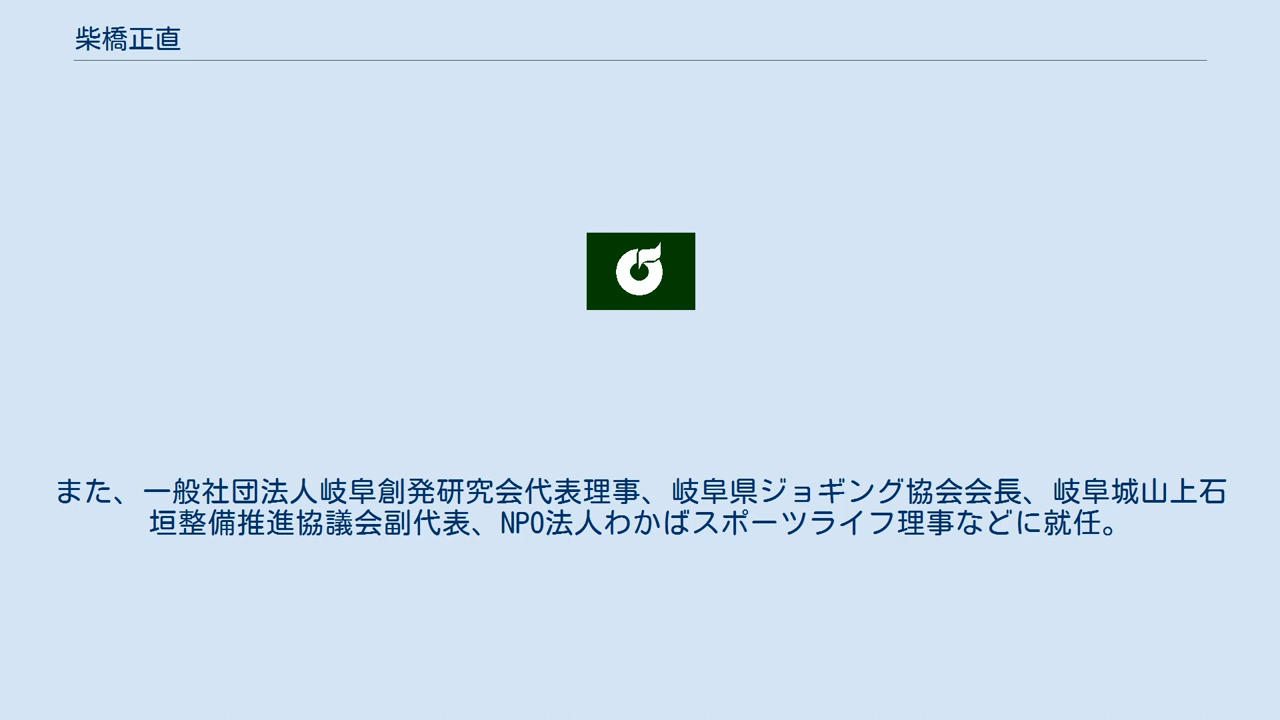 柴橋正直
また、一般社団法人岐阜創発研究会代表理事、岐阜県ジョギング協会会長、岐阜城山上石
垣整備推進協議会副代表、NPO法人わかばスポーツライフ理事などに就任。